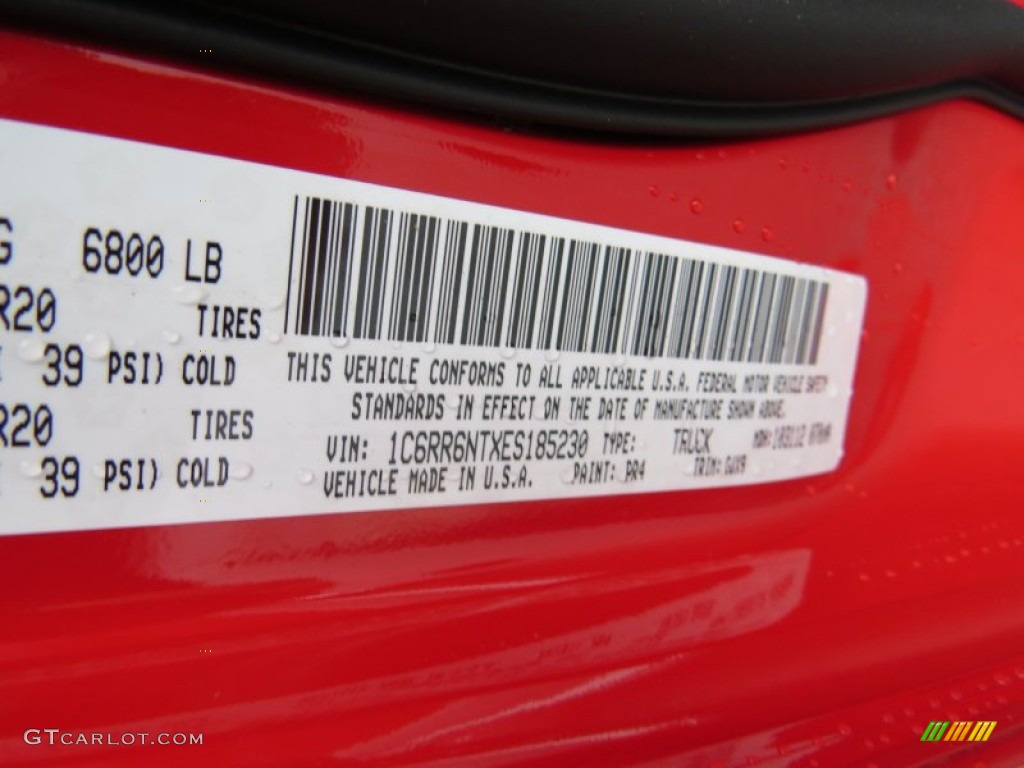 G 6800 LB
R20 TIRES
39 PSI) COLD
R20 TIRES
39 PSI) COLD
THIS VEHICLE CONFORMS TO ALL APPLICABLE U.S.A. FEDERAL MOTOR VEHICLE SAFETY
STANDARDS IN EFFECT ON THE DATE OF MANUFACTURE SHOWN ABOVE.
VIN: 1C6RR6NTXES185230 TYPE: TRUCK MDH:
VEHICLE MADE IN U.S.A. PAINT: PR4 TRIM:
GTCARLOT.COM